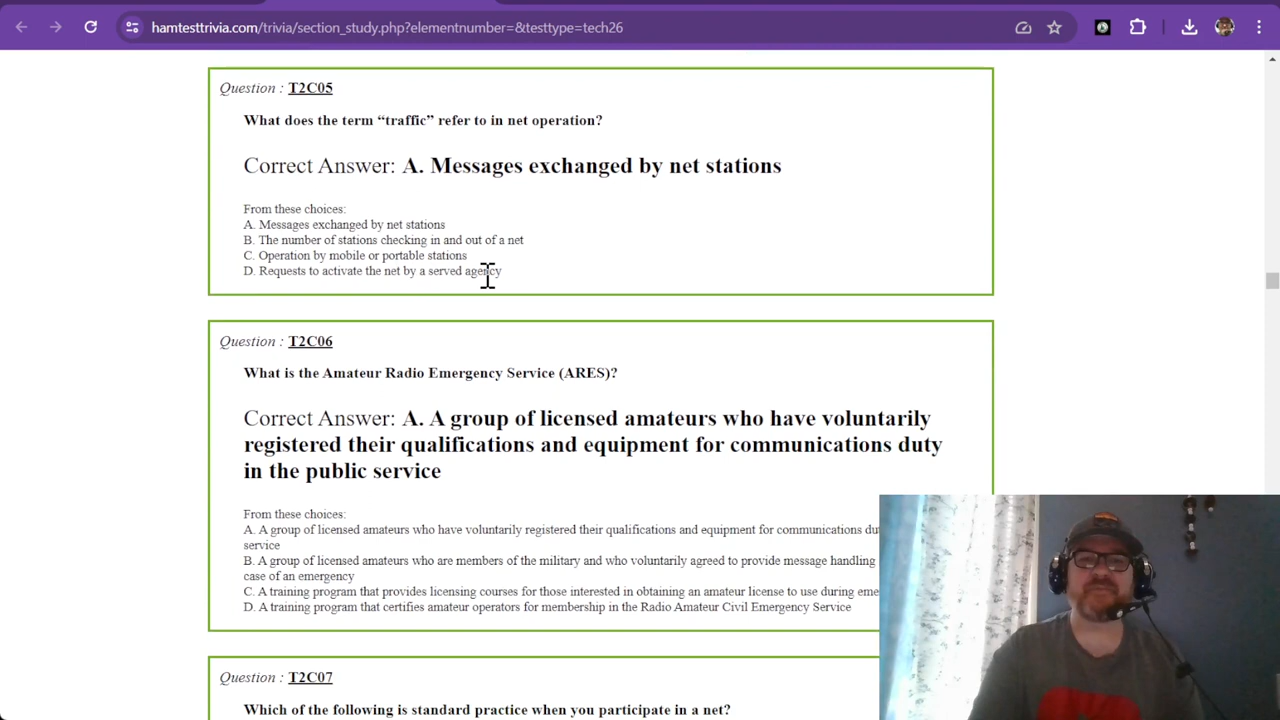 hamtesttrivia.com/trivia/section_study.php?elementnumber=&testtype=tech26
Question : T2C05
What does the term “traffic” refer to in net operation?
Correct Answer: A. Messages exchanged by net stations
From these choices:
A. Messages exchanged by net stations
B. The number of stations checking in and out of a net
C. Operation by mobile or portable stations
D. Requests to activate the net by a served agency
Question : T2C06
What is the Amateur Radio Emergency Service (ARES)?
Correct Answer: A. A group of licensed amateurs who have voluntarily
registered their qualifications and equipment for communications duty
in the public service
From these choices:
A. A group of licensed amateurs who have voluntarily registered their qualifications and equipment for communications
service
B. A group of licensed amateurs who are members of the military and who voluntarily agreed to provide message handling
case of an emergency
C. A training program that provides licensing courses for those interested in obtaining an amateur license to use during
D. A training program that certifies amateur operators for membership in the Radio Amateur Civil Emergency Service
Question : T2C07
Which of the following is standard practice when you participate in a net?